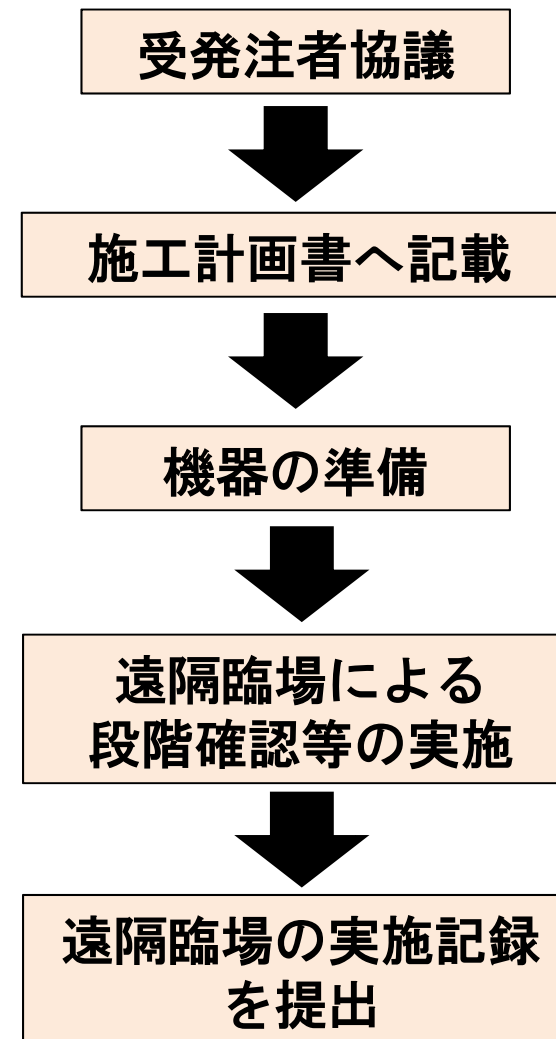 受発注者協議
施工計画書へ記載
機器の準備
遠隔臨場による
段階確認等の実施
遠隔臨場の実施記録
を提出